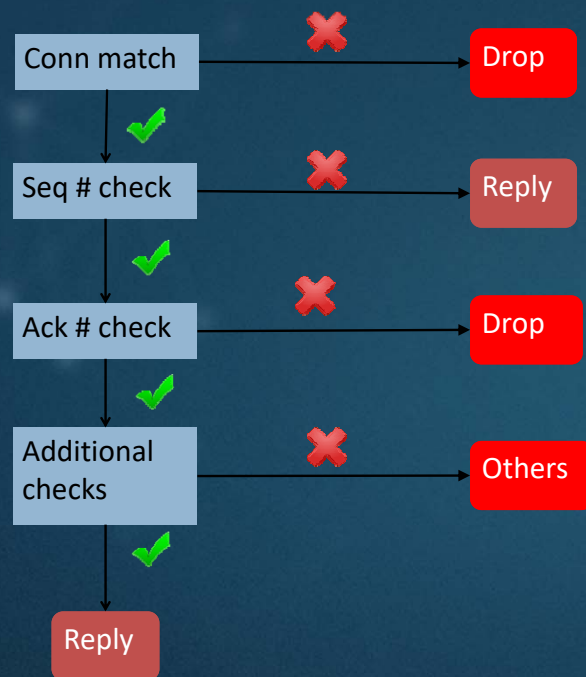 Conn match
Drop
Seq # check
Reply
Ack # check
Drop
Additional
checks
Others
Reply